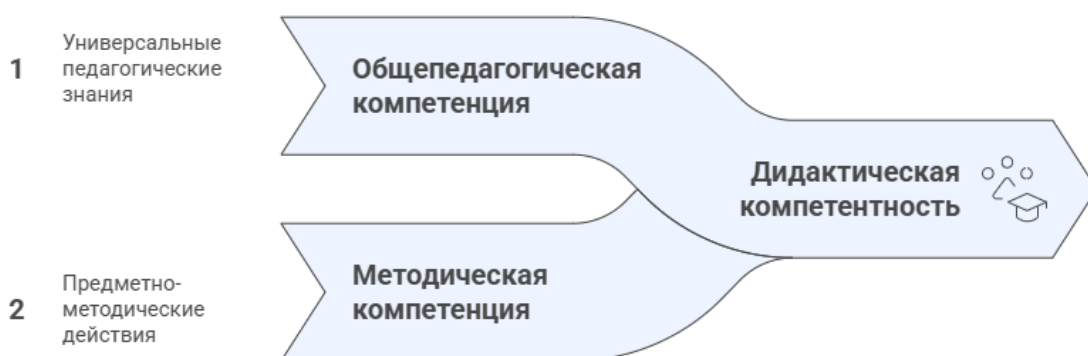 1
Универсальные
педагогические
знания
Общепедагогическая
компетенция
Дидактическая
компетентность
2
Предметно-
методические
действия
Методическая
компетенция